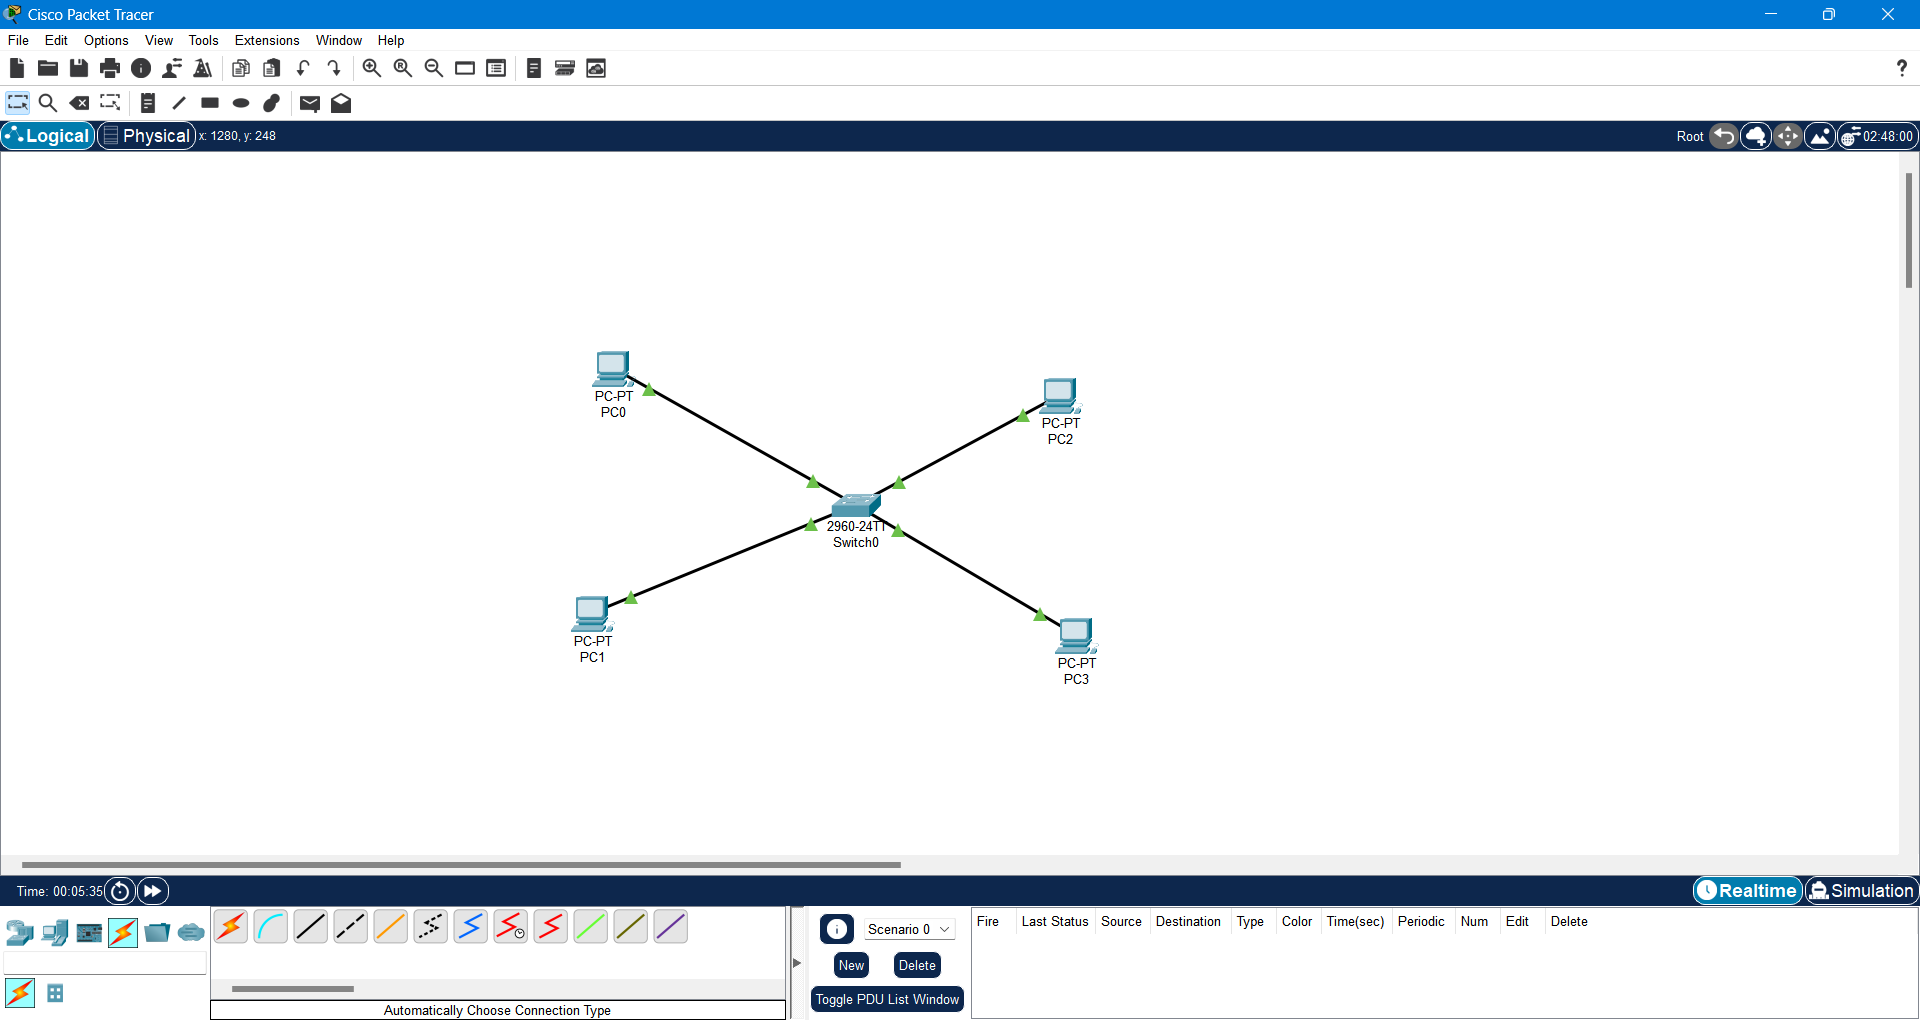 Cisco Packet Tracer
File Edit Options View Tools Extensions Window Help
?
Logical Physical x: 1280, y: 248 Root 02:48:00
PC-PT
PC0
PC-PT
PC2
2960-24TT
Switch0
PC-PT
PC1
PC-PT
PC3
Time: 00:05:35 Realtime Simulation
Scenario 0 Fire Last Status Source Destination Type Color Time(sec) Periodic Num Edit Delete
New Delete
Toggle PDU List Window
Automatically Choose Connection Type